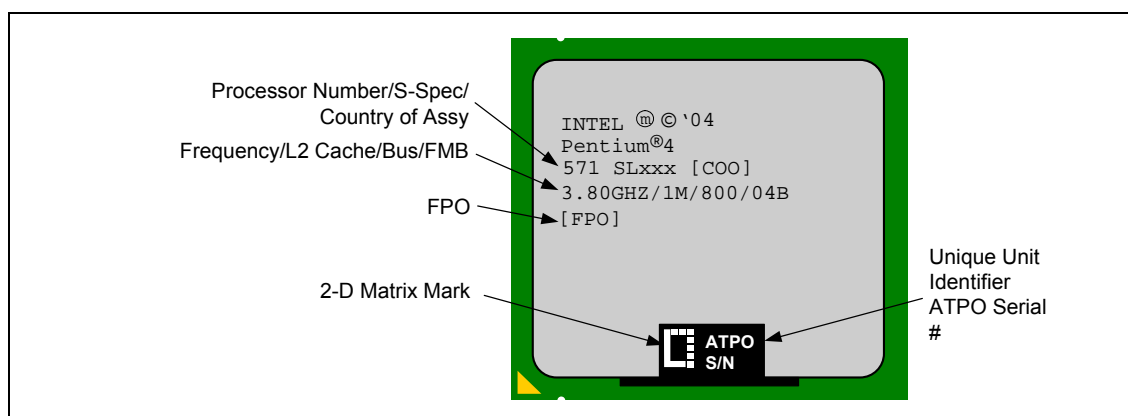 Processor Number/S-Spec/
Country of Assy
Frequency/L2 Cache/Bus/FMB
FPO
2-D Matrix Mark
INTEL ⓜ © ‘04
Pentium®4
571 SLxxx [COO]
3.80GHZ/1M/800/04B
[FPO]
ATPO
S/N
Unique Unit
Identifier
ATPO Serial
#